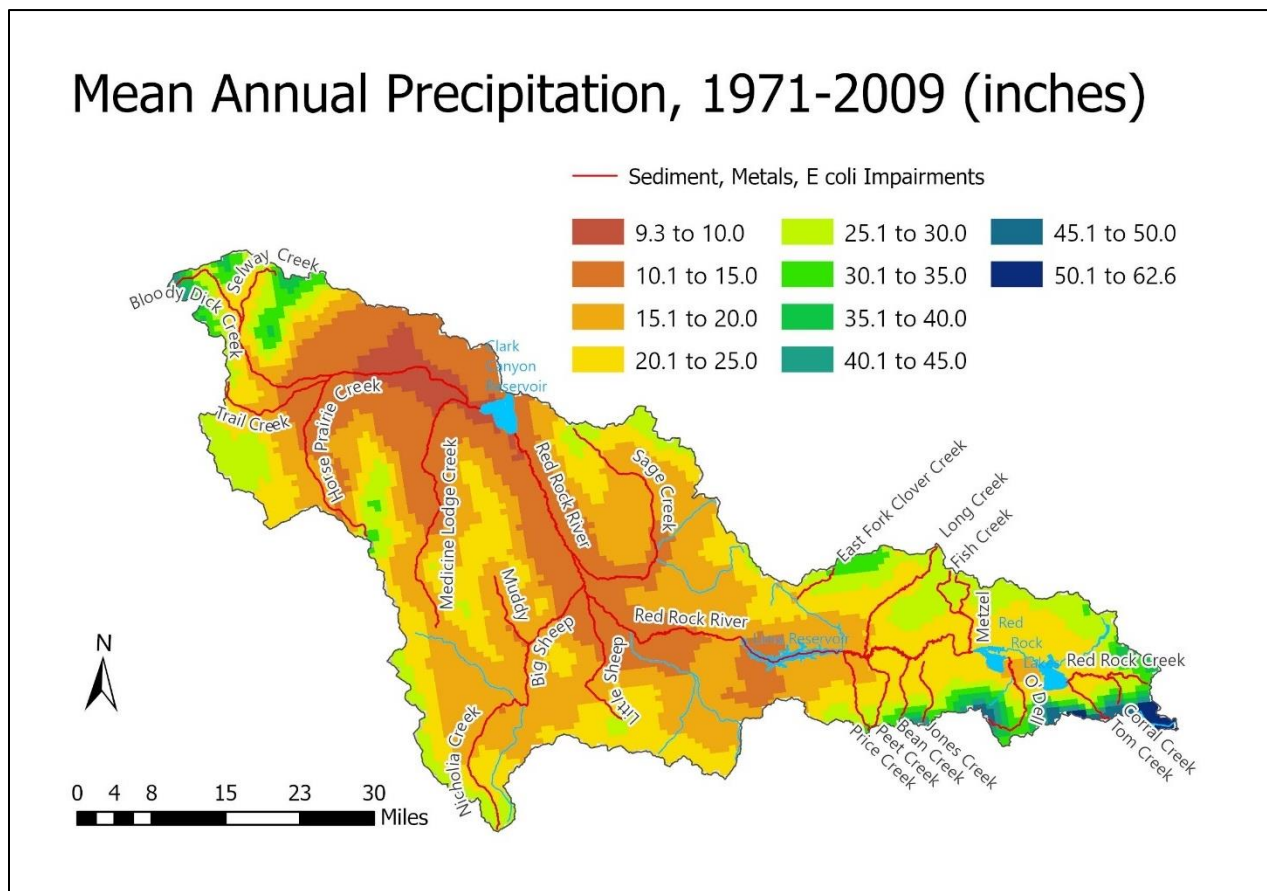 Mean Annual Precipitation, 1971-2009 (inches)
Sediment, Metals, E coli Impairments
9.3 to 10.0
10.1 to 15.0
15.1 to 20.0
20.1 to 25.0
25.1 to 30.0
30.1 to 35.0
35.1 to 40.0
40.1 to 45.0
45.1 to 50.0
50.1 to 62.6
Selway Creek
Bloody Dick Creek
Clark
Canyon
Reservoir
Trail Creek
Horse Prairie Creek
Medicine Lodge Creek
Red Rock River
Sage Creek
East Fork Clover Creek
Long Creek
Fish Creek
Muddy
Big Sheep
Little Sheep
Red Rock River
Lima Reservoir
Metzel
Red
Rock
Lakes
Red Rock Creek
O'Dell
Corral Creek
Tom Creek
Jones Creek
Bean Creek
Peet Creek
Price Creek
Nicholia Creek
N
0 4 8 15 23 30
Miles